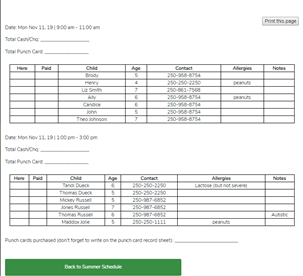 Print this page
Date: Mon Nov 11, 19 | 9:00 am - 11:00 am
Total Cash/Chq: ____________________
Total Punch Card: ____________________
Here Paid Child Age Contact Allergies Notes
Brody 5 250-958-8754
Henry 4 250-250-2250 peanuts
Liz Smith 7 250-861-7568
Ally 6 250-958-8754 peanuts
Candice 6 250-958-8754
John 5 250-958-8754
Theo Johnson 7 250-958-8754
Date: Mon Nov 11, 19 | 1:00 pm - 3:00 pm
Total Cash/Chq: ____________________
Total Punch Card: ____________________
Here Paid Child Age Contact Allergies Notes
Tandi Dueck 6 250-250-2250 Lactose (but not severe)
Thomas Dueck 5 250-250-2250
Mickey Russell 5 250-987-6852
Jones Russell 7 250-987-6852
Thomas Russell 6 250-987-6852 Autistic
Maddox Jolie 5 250-250-1111 peanuts
Punch cards purchased (don't forget to write on the punch card record sheet): ____________________
Back to Summer Schedule